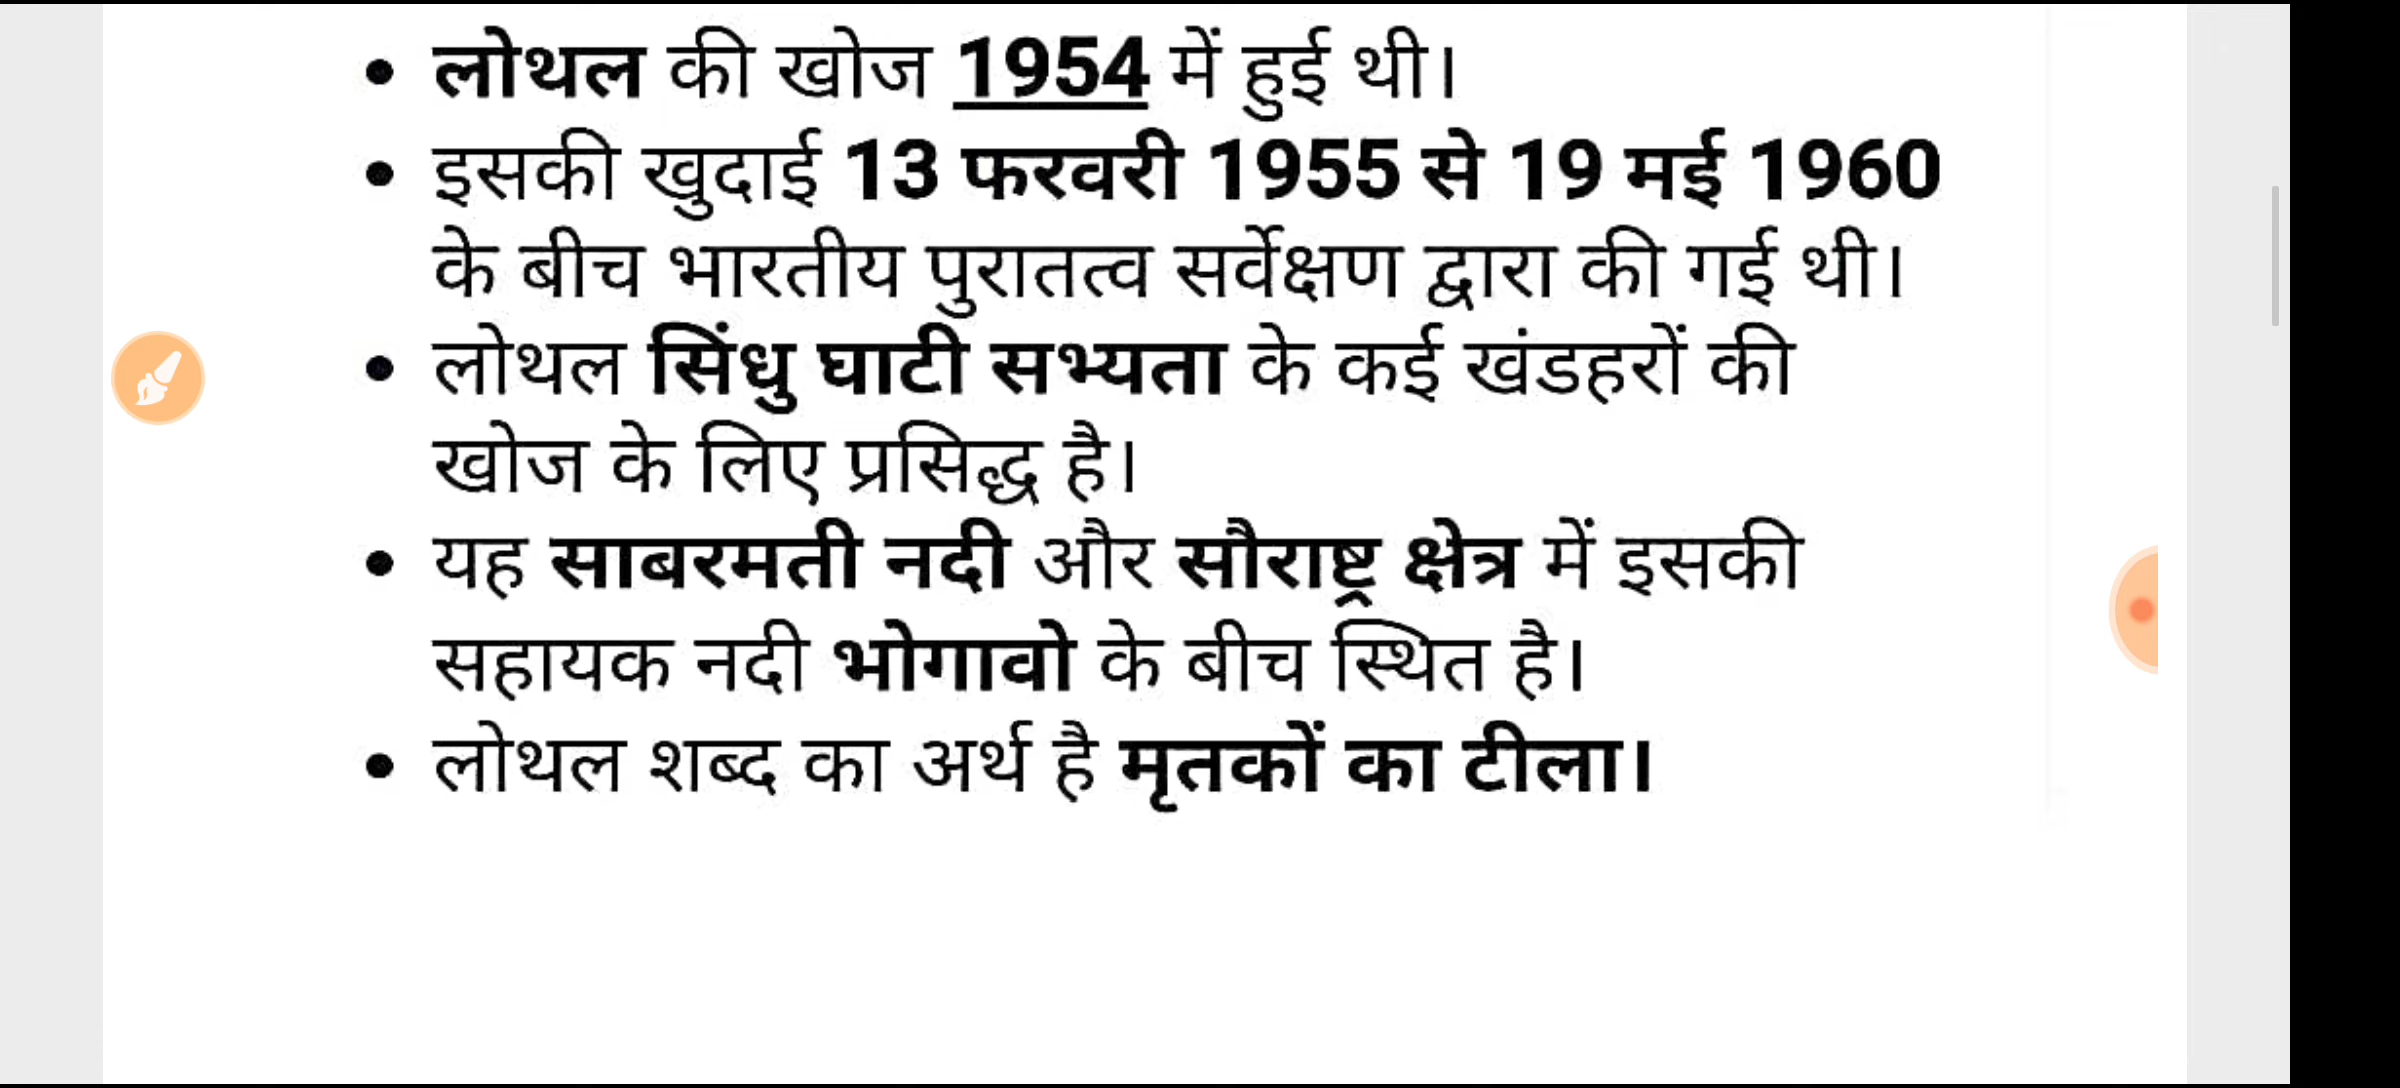 • लोथल की खोज 1954 में हुई थी।
• इसकी खुदाई 13 फरवरी 1955 से 19 मई 1960
के बीच भारतीय पुरातत्व सर्वेक्षण द्वारा की गई थी।
• लोथल सिंधु घाटी सभ्यता के कई खंडहरों की
खोज के लिए प्रसिद्ध है।
• यह साबरमती नदी और सौराष्ट्र क्षेत्र में इसकी
सहायक नदी भोगावो के बीच स्थित है।
• लोथल शब्द का अर्थ है मृतकों का टीला।